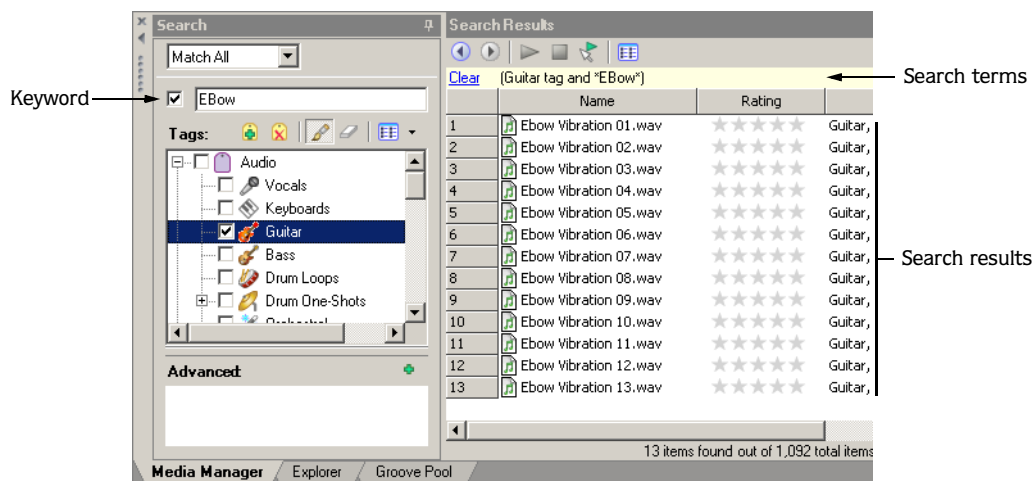 Search
Match All
Keyword
EBow
Tags:
Audio
Vocals
Keyboards
Guitar
Bass
Drum Loops
Drum One-Shots
Orchestral
Advanced:
Search Results
Clear (Guitar tag and *EBow*)
Search terms
Name Rating
1 Ebow Vibration 01.wav Guitar,
2 Ebow Vibration 02.wav Guitar,
3 Ebow Vibration 03.wav Guitar,
4 Ebow Vibration 04.wav Guitar,
5 Ebow Vibration 05.wav Guitar,
6 Ebow Vibration 06.wav Guitar,
7 Ebow Vibration 07.wav Guitar,
8 Ebow Vibration 08.wav Guitar,
9 Ebow Vibration 09.wav Guitar,
10 Ebow Vibration 10.wav Guitar,
11 Ebow Vibration 11.wav Guitar,
12 Ebow Vibration 12.wav Guitar,
13 Ebow Vibration 13.wav Guitar,
Search results
13 items found out of 1,092 total items
Media Manager Explorer Groove Pool